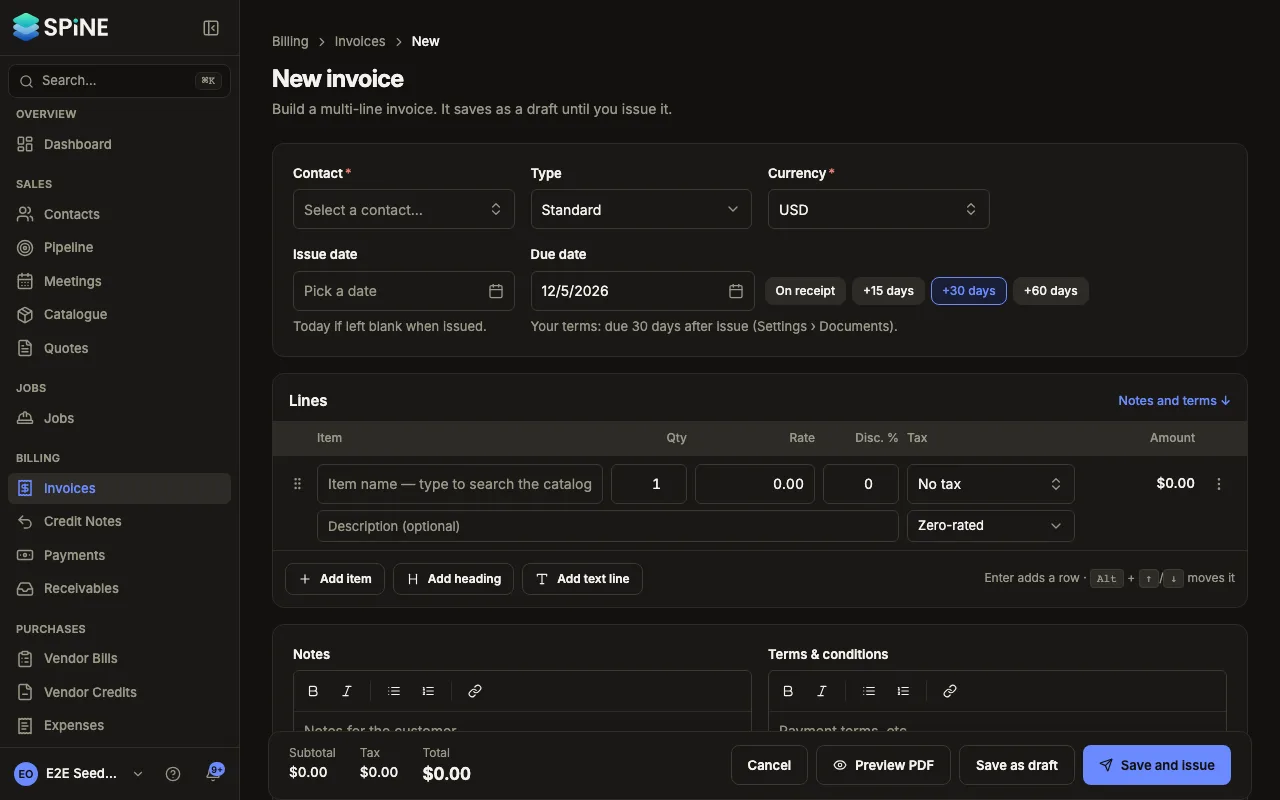 SPiNE
Search... ⌘K
OVERVIEW
Dashboard
SALES
Contacts
Pipeline
Meetings
Catalogue
Quotes
JOBS
Jobs
BILLING
Invoices
Credit Notes
Payments
Receivables
PURCHASES
Vendor Bills
Vendor Credits
Expenses
EO E2E Seed... 9+
Billing > Invoices > New
New invoice
Build a multi-line invoice. It saves as a draft until you issue it.
Contact* Type Currency*
Select a contact... Standard USD
Issue date Due date
Pick a date 12/5/2026 On receipt +15 days +30 days +60 days
Today if left blank when issued. Your terms: due 30 days after issue (Settings › Documents).
Lines Notes and terms ↓
Item Qty Rate Disc. % Tax Amount
Item name — type to search the catalog 1 0.00 0 No tax $0.00
Description (optional) Zero-rated
+ Add item H Add heading T Add text line Enter adds a row · Alt + ↑/↓ moves it
Notes Terms & conditions
B I B I
Notes for the customer Payment terms, etc.
Subtotal Tax Total
$0.00 $0.00 $0.00 Cancel Preview PDF Save as draft Save and issue